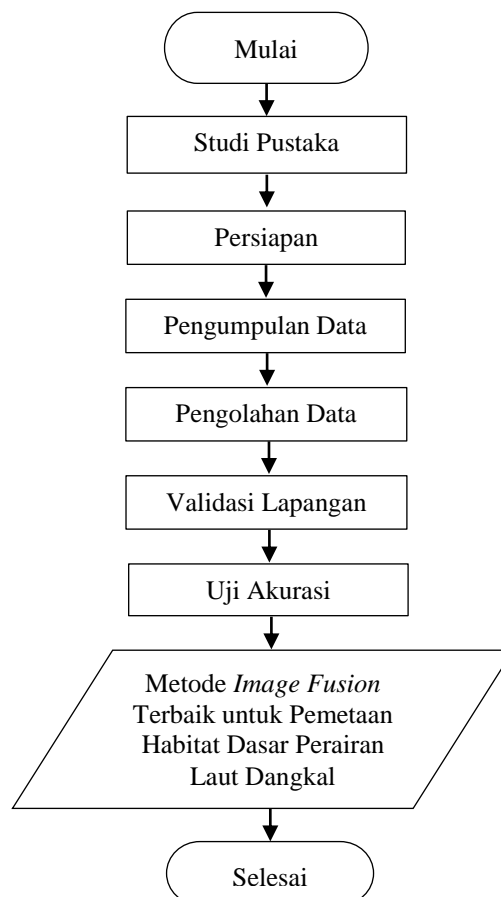 Mulai
Studi Pustaka
Persiapan
Pengumpulan Data
Pengolahan Data
Validasi Lapangan
Uji Akurasi
Metode Image Fusion
Terbaik untuk Pemetaan
Habitat Dasar Perairan
Laut Dangkal
Selesai